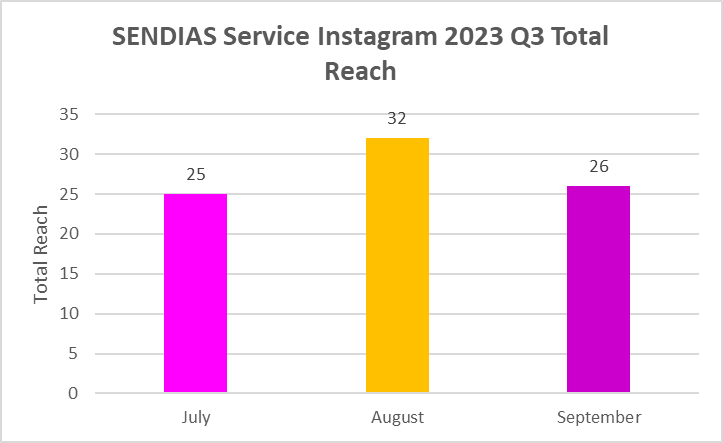 SENDIAS Service Instagram 2023 Q3 Total
Reach
Total Reach
35
30
25
20
15
10
5
0
25
32
26
July
August
September